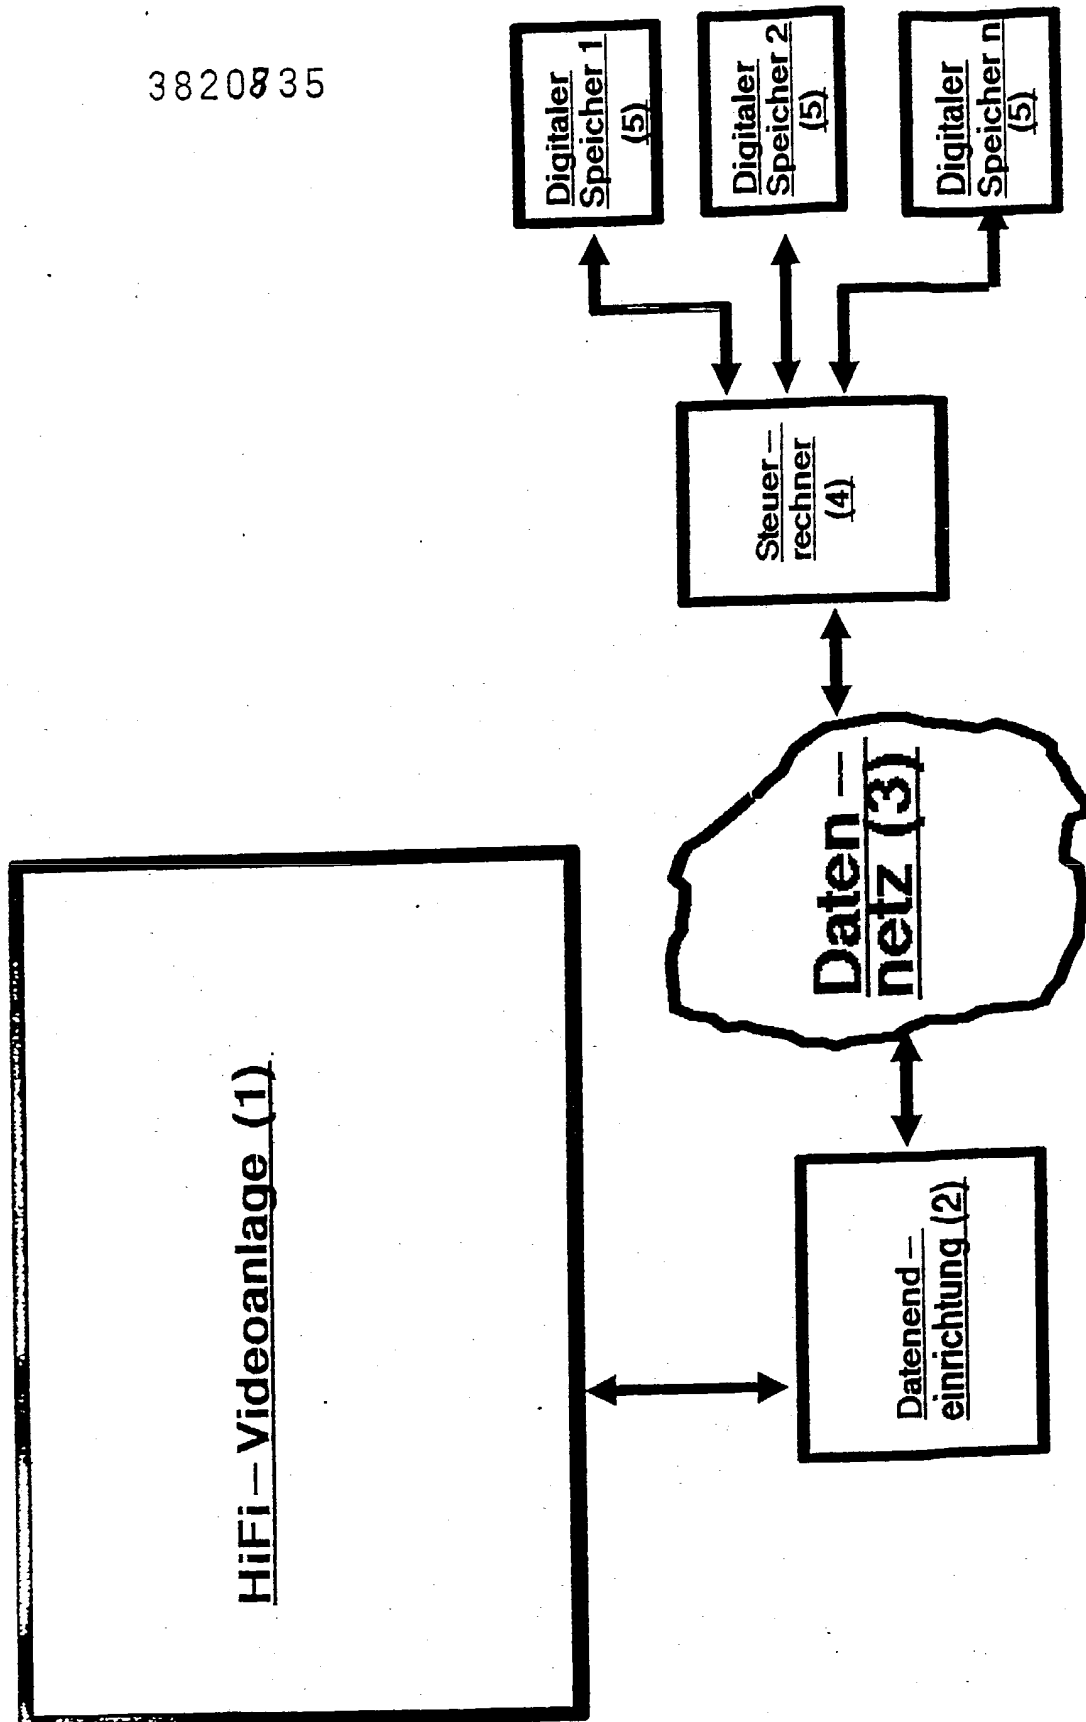 3820835
Digitaler
Speicher 1
(5)
Digitaler
Speicher 2
(5)
Digitaler
Speicher n
(5)
Steuer–
rechner
(4)
Daten–
netz (3)
HiFi–Videoanlage (1)
Datenend–
einrichtung (2)